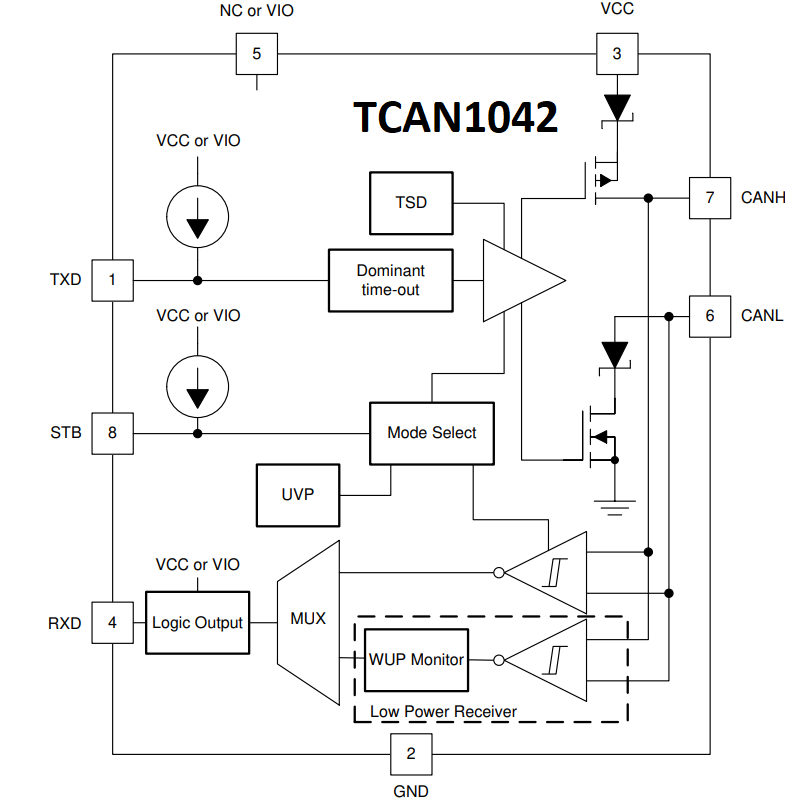 NC or VIO
VCC
5
3
TCAN1042
VCC or VIO
TSD
7
CANH
Dominant
time-out
TXD
1
VCC or VIO
6
CANL
STB
8
Mode Select
UVP
VCC or VIO
RXD
4
Logic Output
MUX
WUP Monitor
Low Power Receiver
2
GND